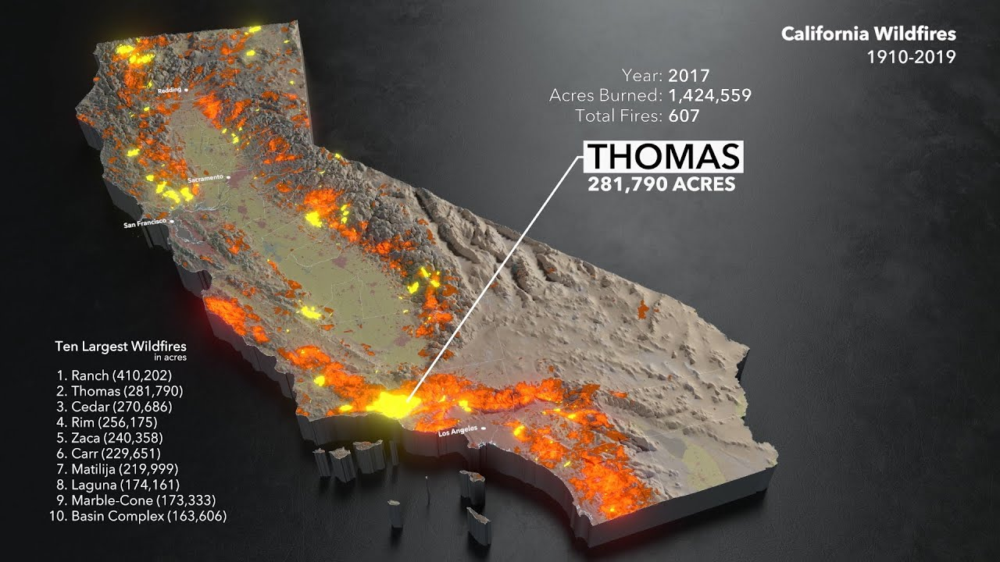 California Wildfires
1910-2019
Year: 2017
Acres Burned: 1,424,559
Total Fires: 607
THOMAS
281,790 ACRES
Redding
Sacramento
San Francisco
Los Angeles
Ten Largest Wildfires
in acres
1. Ranch (410,202)
2. Thomas (281,790)
3. Cedar (270,686)
4. Rim (256,175)
5. Zaca (240,358)
6. Carr (229,651)
7. Matilija (219,999)
8. Laguna (174,161)
9. Marble-Cone (173,333)
10. Basin Complex (163,606)